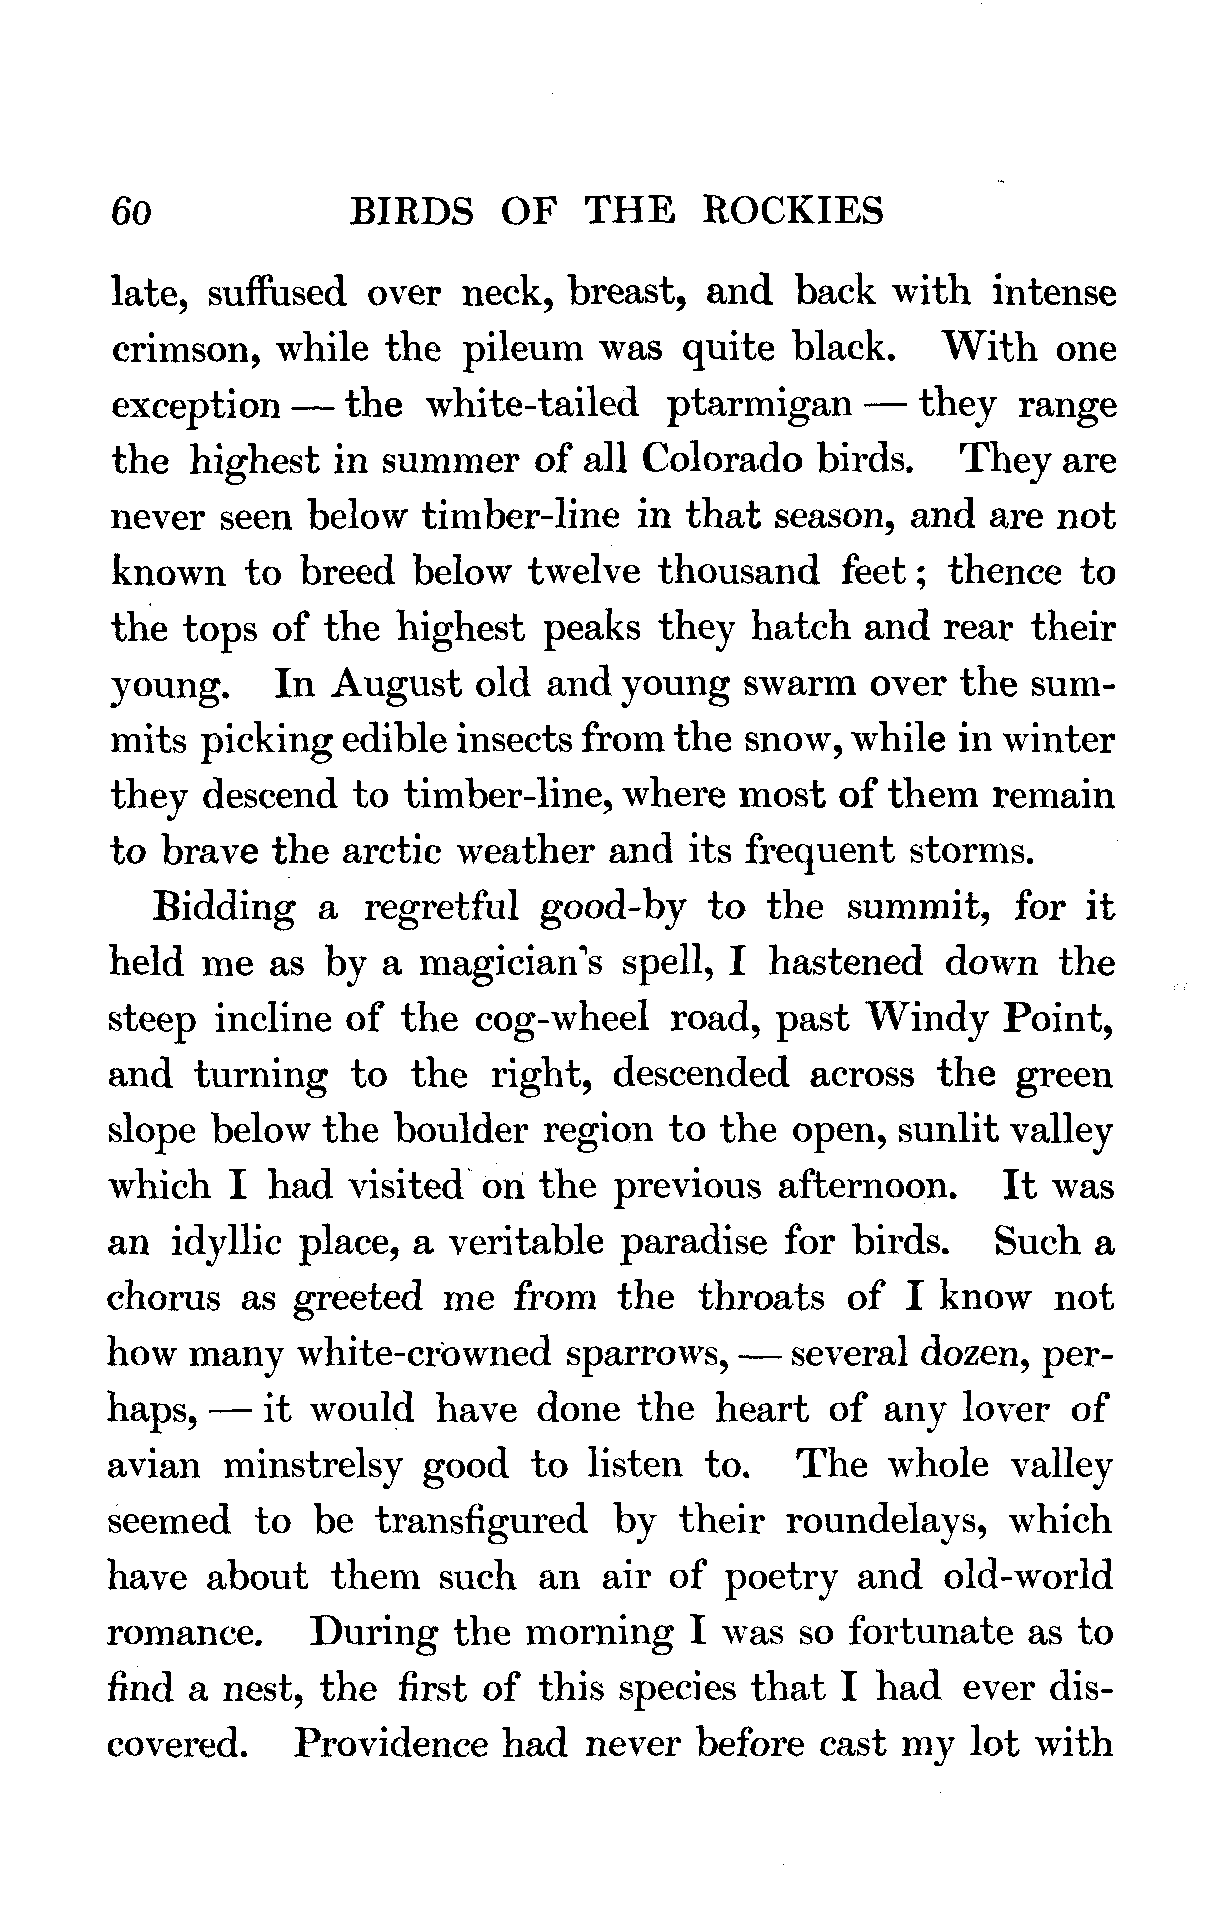 60 BIRDS OF THE ROCKIES
late, suffused over neck, breast, and back with intense
crimson, while the pileum was quite black. With one
exception — the white-tailed ptarmigan — they range
the highest in summer of all Colorado birds. They are
never seen below timber-line in that season, and are not
known to breed below twelve thousand feet; thence to
the tops of the highest peaks they hatch and rear their
young. In August old and young swarm over the sum-
mits picking edible insects from the snow, while in winter
they descend to timber-line, where most of them remain
to brave the arctic weather and its frequent storms.
Bidding a regretful good-by to the summit, for it
held me as by a magician's spell, I hastened down the
steep incline of the cog-wheel road, past Windy Point,
and turning to the right, descended across the green
slope below the boulder region to the open, sunlit valley
which I had visited on the previous afternoon. It was
an idyllic place, a veritable paradise for birds. Such a
chorus as greeted me from the throats of I know not
how many white-crowned sparrows, — several dozen, per-
haps, — it would have done the heart of any lover of
avian minstrelsy good to listen to. The whole valley
seemed to be transfigured by their roundelays, which
have about them such an air of poetry and old-world
romance. During the morning I was so fortunate as to
find a nest, the first of this species that I had ever dis-
covered. Providence had never before cast my lot with